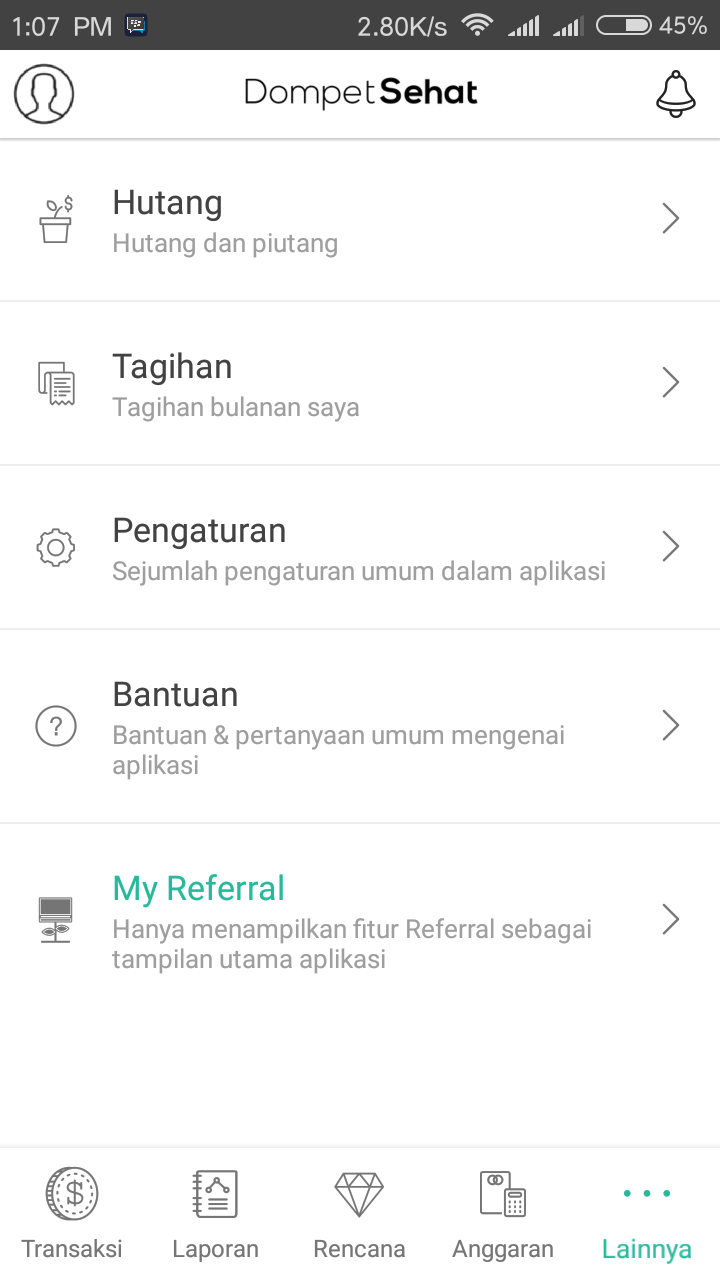 1:07 PM 2.80K/s 45%
DompetSehat
Hutang
Hutang dan piutang
Tagihan
Tagihan bulanan saya
Pengaturan
Sejumlah pengaturan umum dalam aplikasi
?
Bantuan
Bantuan & pertanyaan umum mengenai
aplikasi
My Referral
Hanya menampilkan fitur Referral sebagai
tampilan utama aplikasi
Transaksi Laporan Rencana Anggaran Lainnya